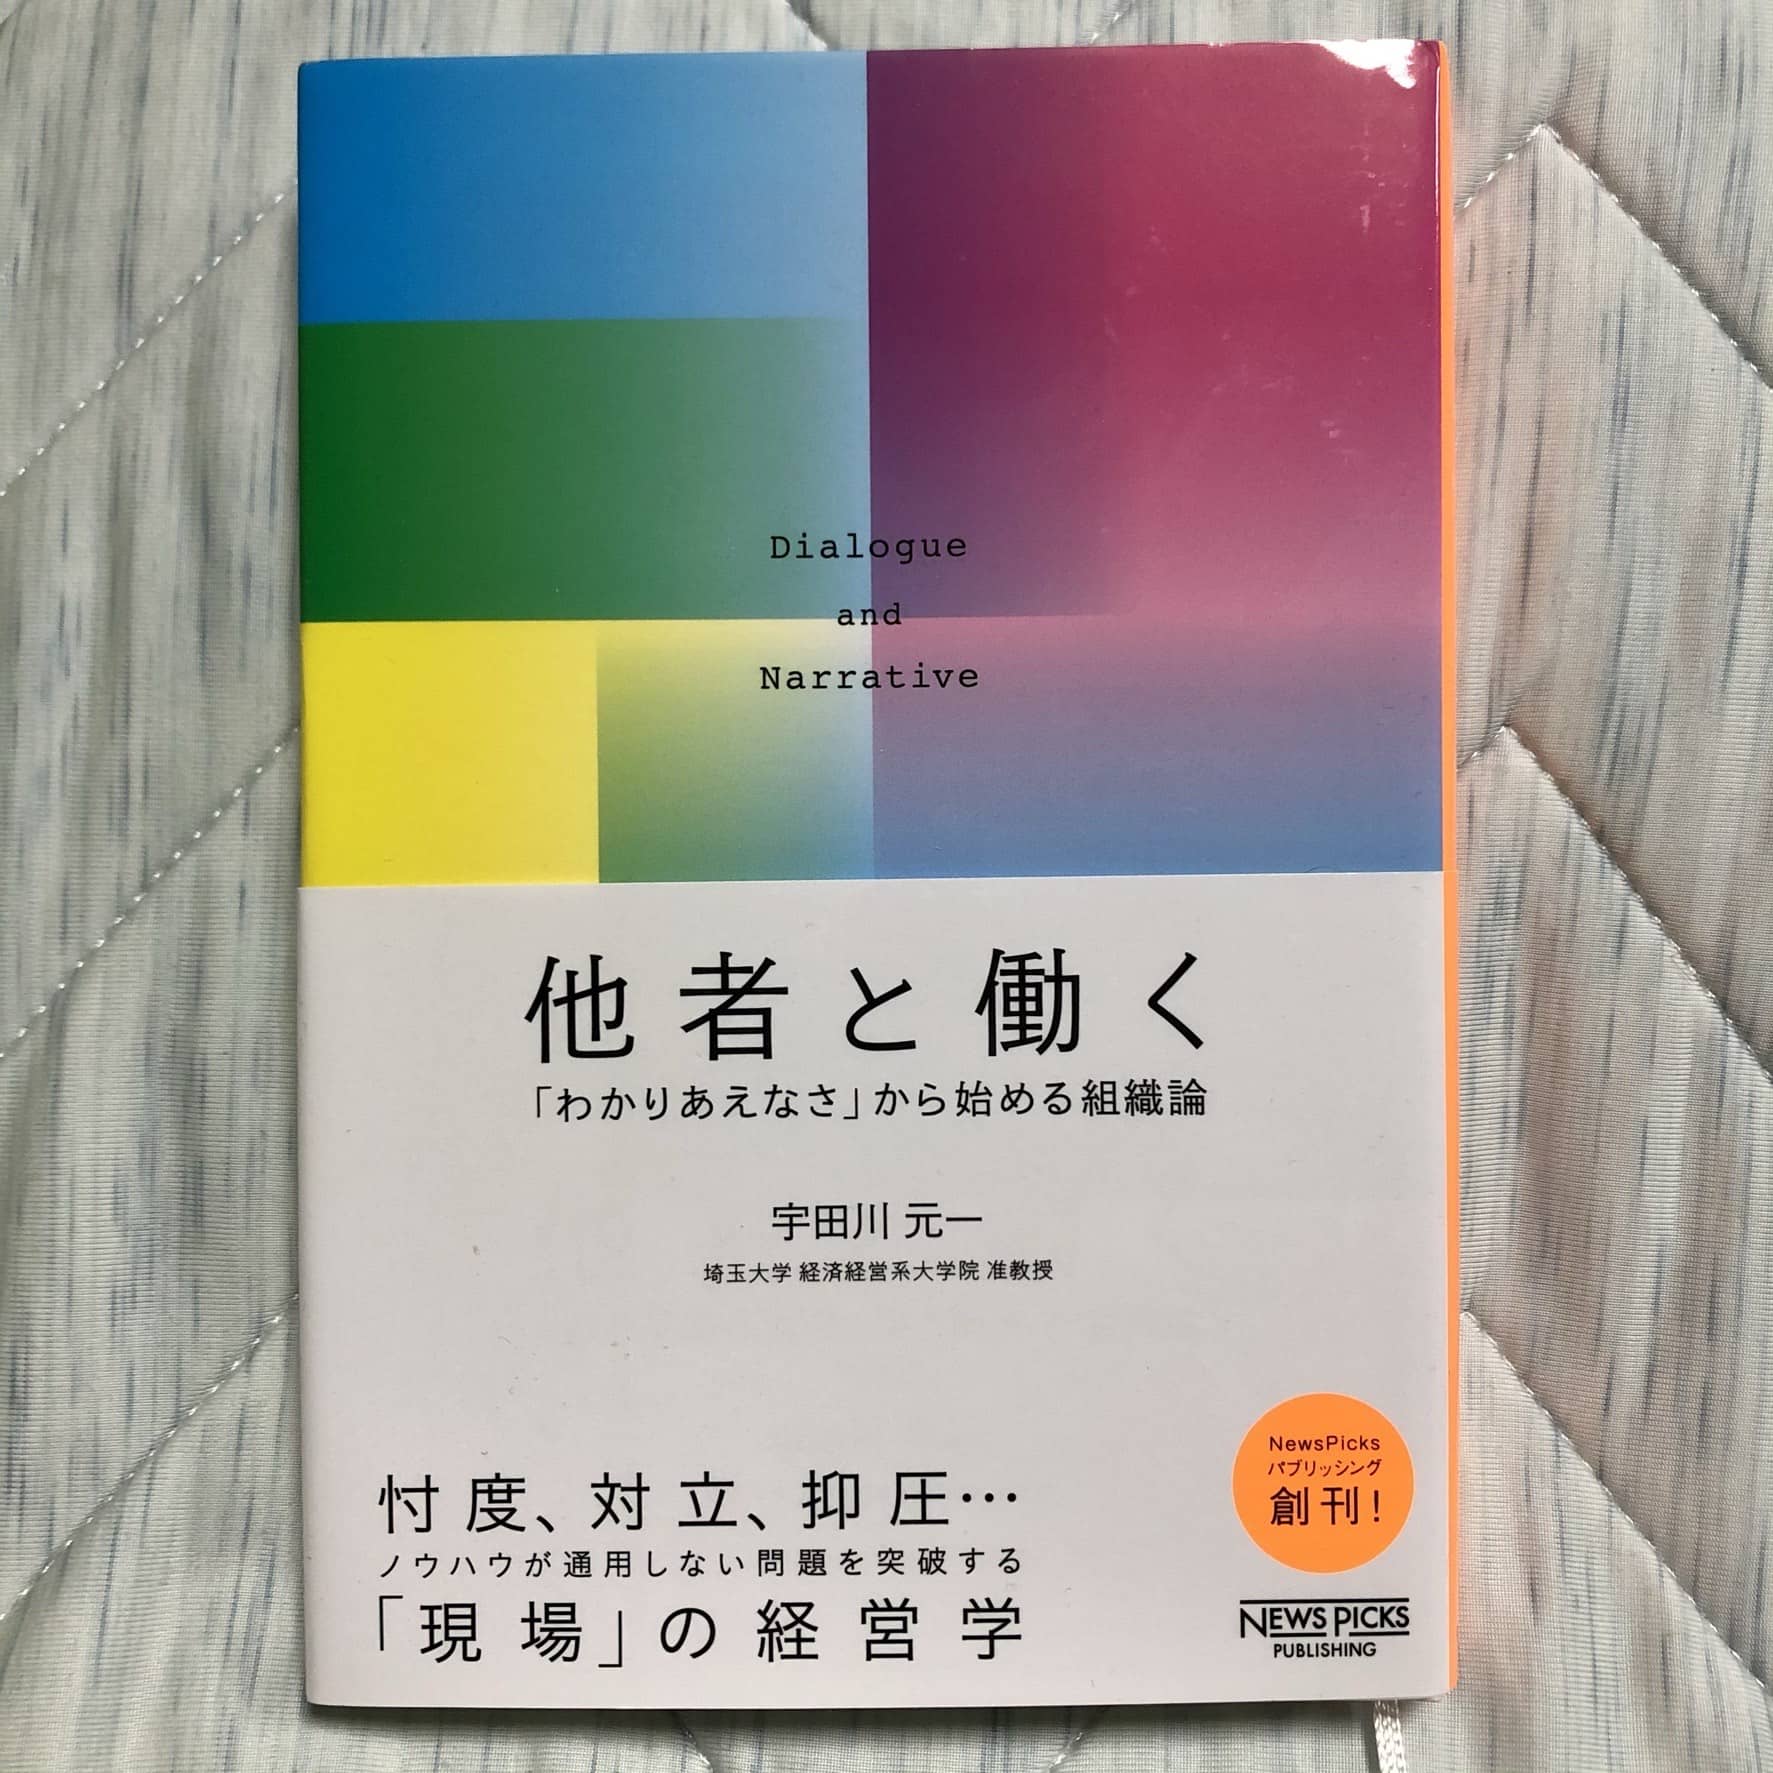 Dialogue
and
Narrative
他者と働く
「わかりあえなさ」から始める組織論
宇田川 元一
埼玉大学 経済経営系大学院 准教授
忖度、対立、抑圧…
ノウハウが通用しない問題を突破する
「現場」の経営学
NewsPicks
パブリッシング
創刊!
NEWSPICKS
PUBLISHING